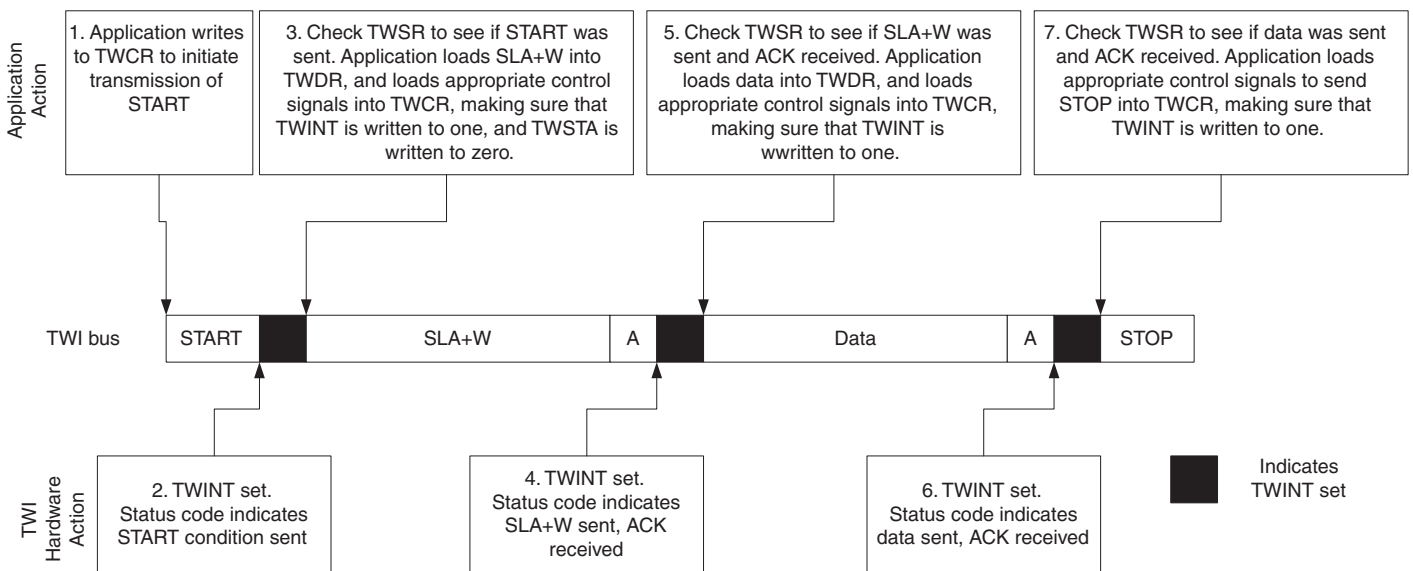 Application
Action
1. Application writes
to TWCR to initiate
transmission of
START
3. Check TWSR to see if START was
sent. Application loads SLA+W into
TWDR, and loads appropriate control
signals into TWCR, making sure that
TWINT is written to one, and TWSTA is
written to zero.
5. Check TWSR to see if SLA+W was
sent and ACK received. Application
loads data into TWDR, and loads
appropriate control signals into TWCR,
making sure that TWINT is
wwritten to one.
7. Check TWSR to see if data was sent
and ACK received. Application loads
appropriate control signals to send
STOP into TWCR, making sure that
TWINT is written to one.
TWI bus
START
SLA+W
A
Data
A
STOP
TWI
Hardware
Action
2. TWINT set.
Status code indicates
START condition sent
4. TWINT set.
Status code indicates
SLA+W sent, ACK
received
6. TWINT set.
Status code indicates
data sent, ACK received
Indicates
TWINT set